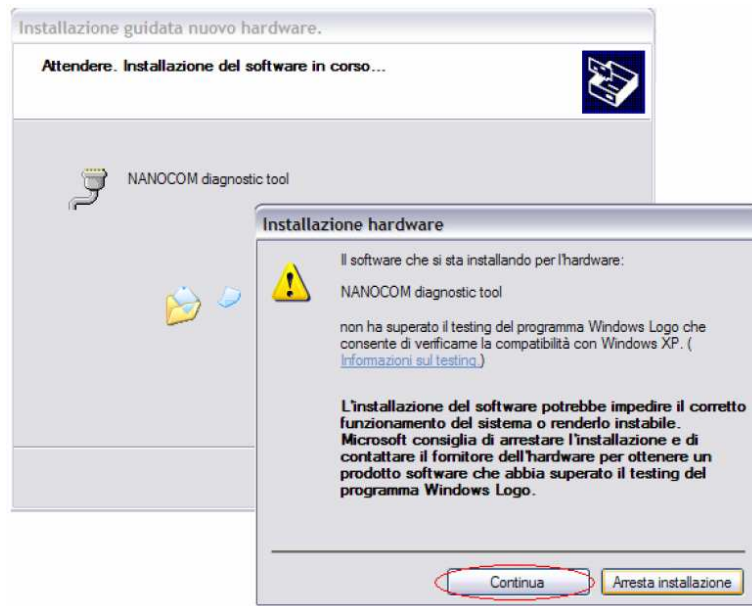 Installazione guidata nuovo hardware.
Attendere. Installazione del software in corso...
NANOCOM diagnostic tool
Installazione hardware
Il software che si sta installando per l'hardware:
NANOCOM diagnostic tool
non ha superato il testing del programma Windows Logo che
consente di verificarne la compatibilità con Windows XP. (
Informazioni sul testing.)
L'installazione del software potrebbe impedire il corretto
funzionamento del sistema o renderlo instabile.
Microsoft consiglia di arrestare l'installazione e di
contattare il fornitore dell'hardware per ottenere un
prodotto software che abbia superato il testing del
programma Windows Logo.
Continua
Arresta installazione